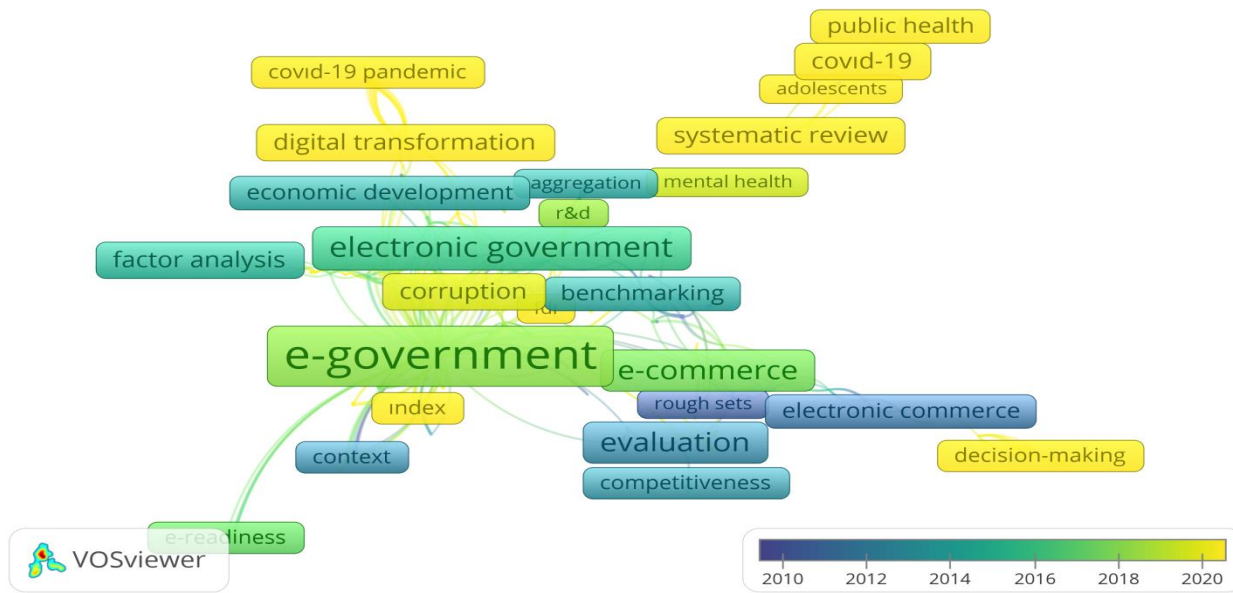 public health
covıd-19
covıd-19 pandemic
adolescents
digital transformation
systematic review
aggregation
mental health
economic development
r&d
electronic government
factor analysis
corruption
benchmarking
e-government
e-commerce
rough sets
index
electronic commerce
evaluation
context
decision-making
competitiveness
e-readiness
VOSviewer
2010 2012 2014 2016 2018 2020